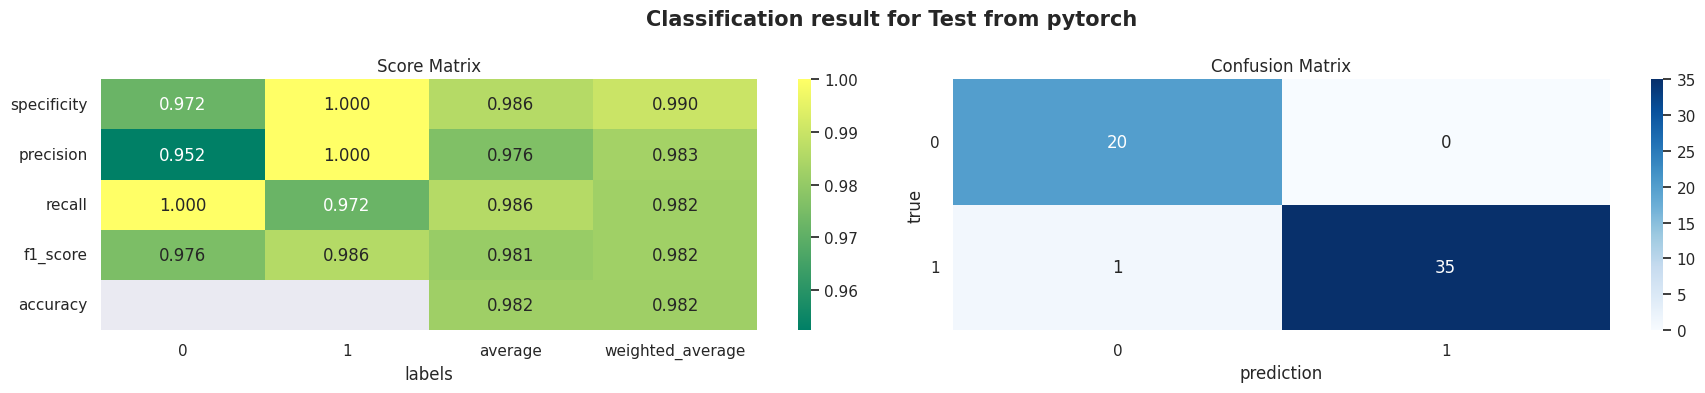 Classification result for Test from pytorch
Score Matrix
specificity 0.972 1.000 0.986 0.990
precision 0.952 1.000 0.976 0.983
recall 1.000 0.972 0.986 0.982
f1_score 0.976 0.986 0.981 0.982
accuracy 0.982 0.982
0 1 average weighted_average
labels
1.00
0.99
0.98
0.97
0.96
Confusion Matrix
true
0 20 0
1 1 35
0 1
prediction
35
30
25
20
15
10
5
0